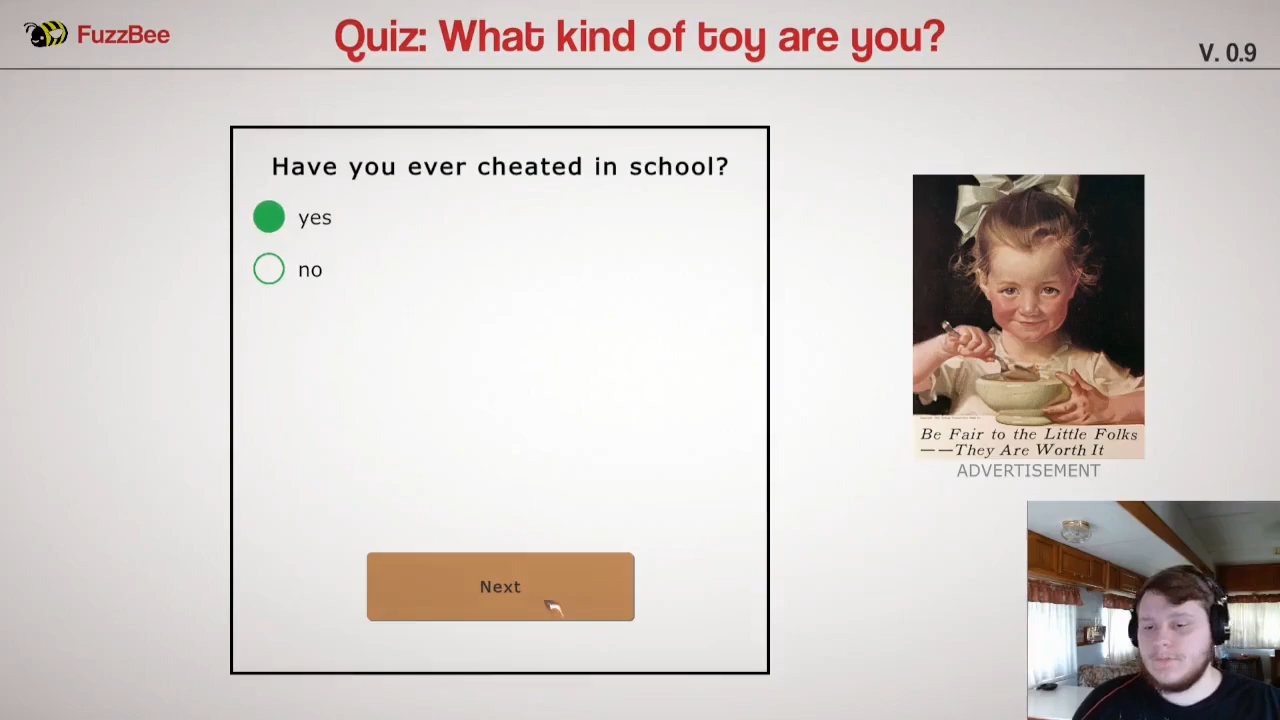 FuzzBee
Quiz: What kind of toy are you?
V. 0.9
Have you ever cheated in school?
yes
no
Next
Be Fair to the Little Folks
——They Are Worth It
ADVERTISEMENT